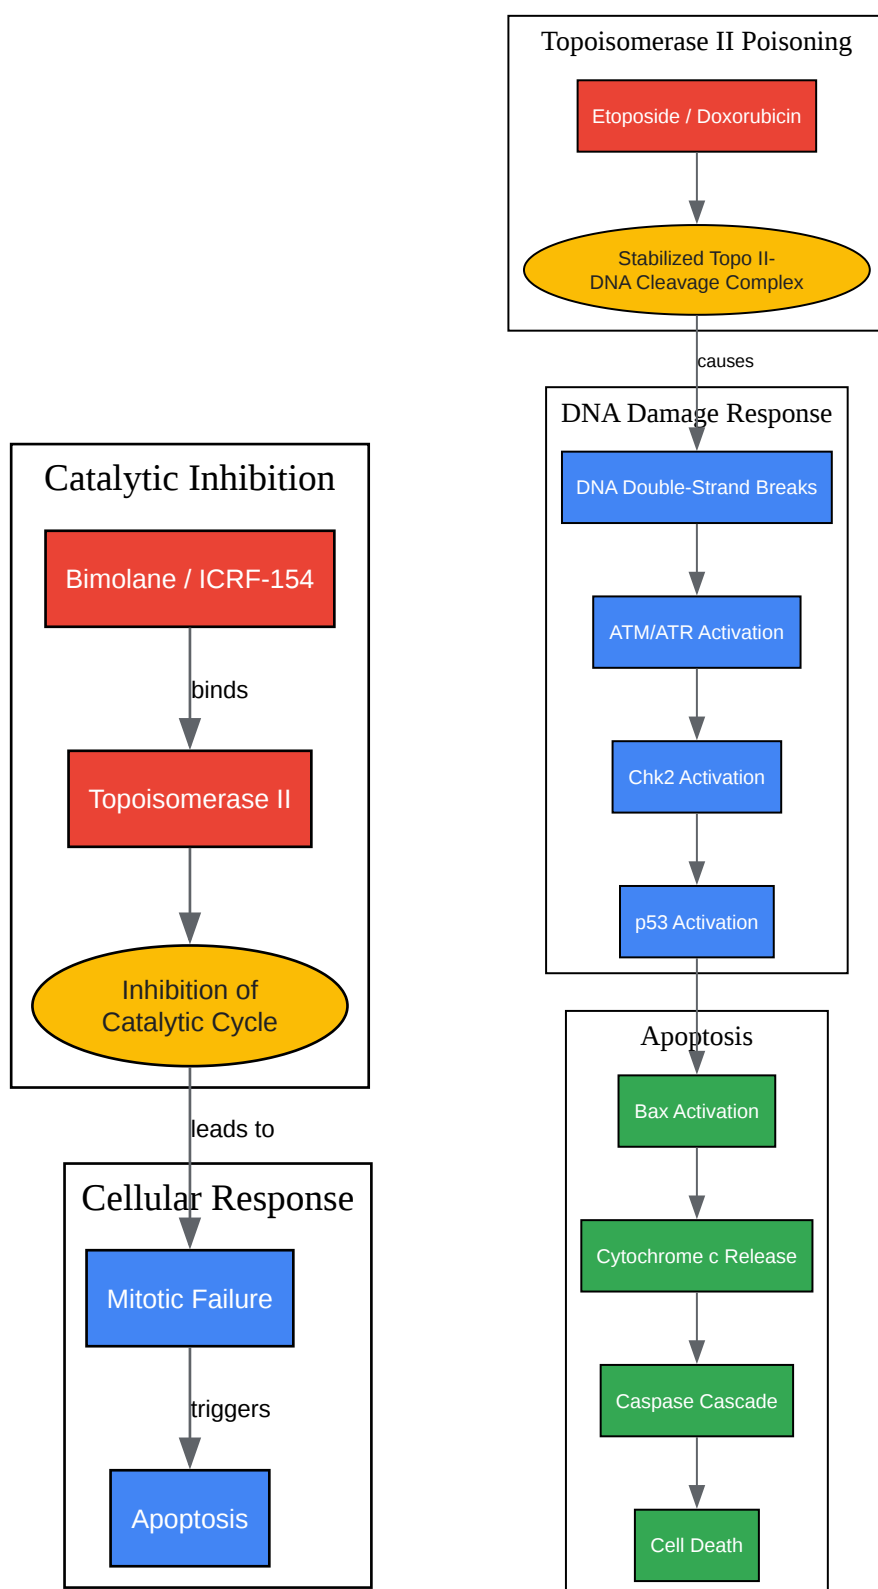 Catalytic Inhibition
Bimolane / ICRF-154
binds
Topoisomerase II
Inhibition of
Catalytic Cycle
leads to
Cellular Response
Mitotic Failure
triggers
Apoptosis
Topoisomerase II Poisoning
Etoposide / Doxorubicin
Stabilized Topo II-
DNA Cleavage Complex
causes
DNA Damage Response
DNA Double-Strand Breaks
ATM/ATR Activation
Chk2 Activation
p53 Activation
Apoptosis
Bax Activation
Cytochrome c Release
Caspase Cascade
Cell Death